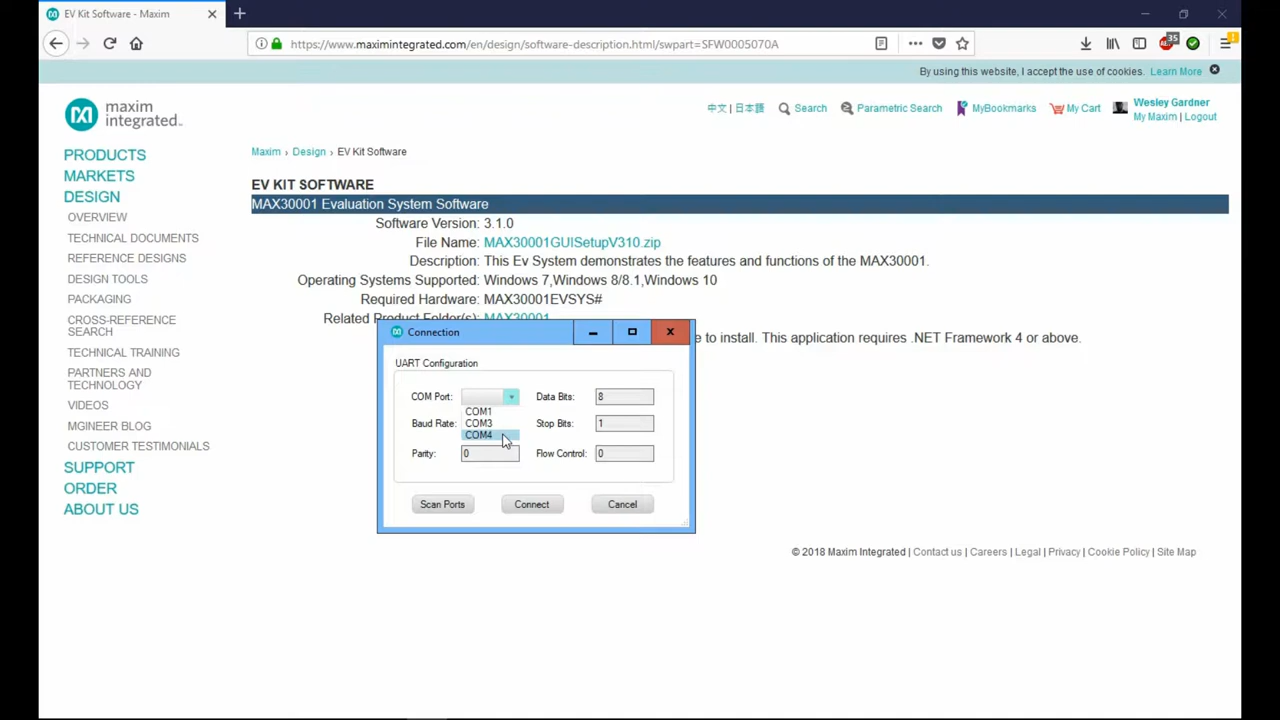 EV Kit Software - Maxim
https://www.maximintegrated.com/en/design/software-description.html/swpart=SFW0005070A
35
By using this website, I accept the use of cookies. Learn More
maxim
integrated™
中文 | 日本語 Search Parametric Search MyBookmarks My Cart Wesley Gardner
My Maxim | Logout
PRODUCTS
MARKETS
DESIGN
OVERVIEW
TECHNICAL DOCUMENTS
REFERENCE DESIGNS
DESIGN TOOLS
PACKAGING
CROSS-REFERENCE
SEARCH
TECHNICAL TRAINING
PARTNERS AND
TECHNOLOGY
VIDEOS
MGINEER BLOG
CUSTOMER TESTIMONIALS
SUPPORT
ORDER
ABOUT US
Maxim › Design › EV Kit Software
EV KIT SOFTWARE
MAX30001 Evaluation System Software
Software Version: 3.1.0
File Name: MAX30001GUISetupV310.zip
Description: This Ev System demonstrates the features and functions of the MAX30001.
Operating Systems Supported: Windows 7,Windows 8/8.1,Windows 10
Required Hardware: MAX30001EVSYS#
Related Product Folder(s): MAX30001
e to install. This application requires .NET Framework 4 or above.
Connection
UART Configuration
COM Port: Data Bits: 8
COM1
COM3
COM4
Baud Rate: Stop Bits: 1
Parity: 0 Flow Control: 0
Scan Ports Connect Cancel
© 2018 Maxim Integrated | Contact us | Careers | Legal | Privacy | Cookie Policy | Site Map